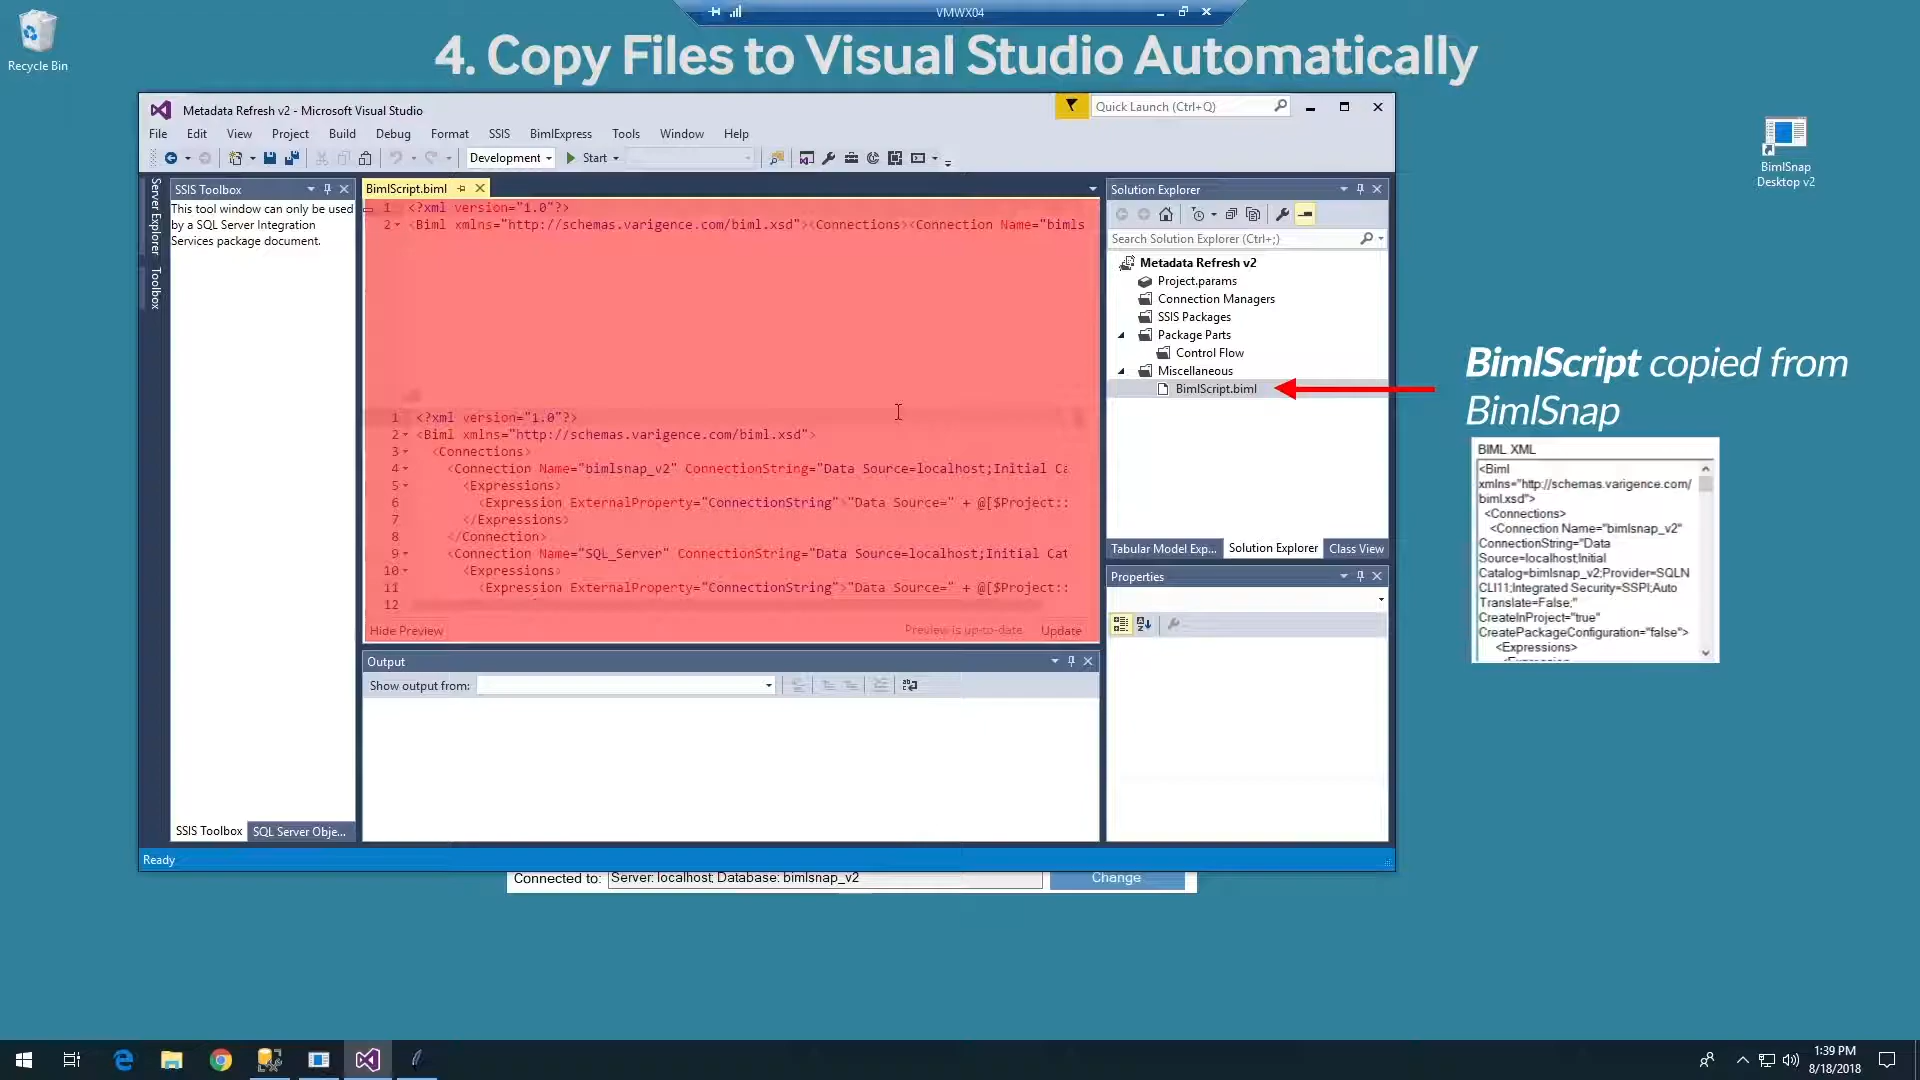 VMWX04
Recycle Bin
4. Copy Files to Visual Studio Automatically
Metadata Refresh v2 - Microsoft Visual Studio
Quick Launch (Ctrl+Q)
File Edit View Project Build Debug Format SSIS BimlExpress Tools Window Help
Development Start
BimlSnap
Desktop v2
Server Explorer
Toolbox
SSIS Toolbox
This tool window can only be used
by a SQL Server Integration
Services package document.
BimlScript.biml
1 <?xml version="1.0"?>
2 <Biml xmlns="http://schemas.varigence.com/biml.xsd"><Connections><Connection Name="bimls
1 <?xml version="1.0"?>
2 <Biml xmlns="http://schemas.varigence.com/biml.xsd">
3 <Connections>
4 <Connection Name="bimlsnap_v2" ConnectionString="Data Source=localhost;Initial Ca
5 <Expressions>
6 <Expression ExternalProperty="ConnectionString">"Data Source=" + @[$Project::
7 </Expressions>
8 </Connection>
9 <Connection Name="SQL_Server" ConnectionString="Data Source=localhost;Initial Cat
10 <Expressions>
11 <Expression ExternalProperty="ConnectionString">"Data Source=" + @[$Project::
12
Hide Preview Preview is up-to-date Update
Output
Show output from:
SSIS Toolbox SQL Server Obje...
Ready
Solution Explorer
Search Solution Explorer (Ctrl+;)
Metadata Refresh v2
Project.params
Connection Managers
SSIS Packages
Package Parts
Control Flow
Miscellaneous
BimlScript.biml
Tabular Model Exp... Solution Explorer Class View
Properties
BimlScript copied from
BimlSnap
BIML XML
<Biml
xmlns="http://schemas.varigence.com/
biml.xsd">
<Connections>
<Connection Name="bimlsnap_v2"
ConnectionString="Data
Source=localhost;Initial
Catalog=bimlsnap_v2;Provider=SQLN
CLI11;Integrated Security=SSPI;Auto
Translate=False;"
CreateInProject="true"
CreatePackageConfiguration="false">
<Expressions>
Connected to: Server: localhost; Database: bimlsnap_v2 Change
1:39 PM
8/18/2018